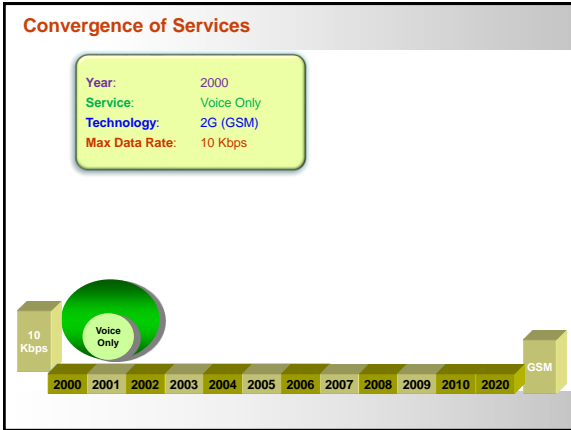 Convergence of Services
Year: 2000
Service: Voice Only
Technology: 2G (GSM)
Max Data Rate: 10 Kbps
10
Kbps
Voice
Only
GSM
2000 2001 2002 2003 2004 2005 2006 2007 2008 2009 2010 2020